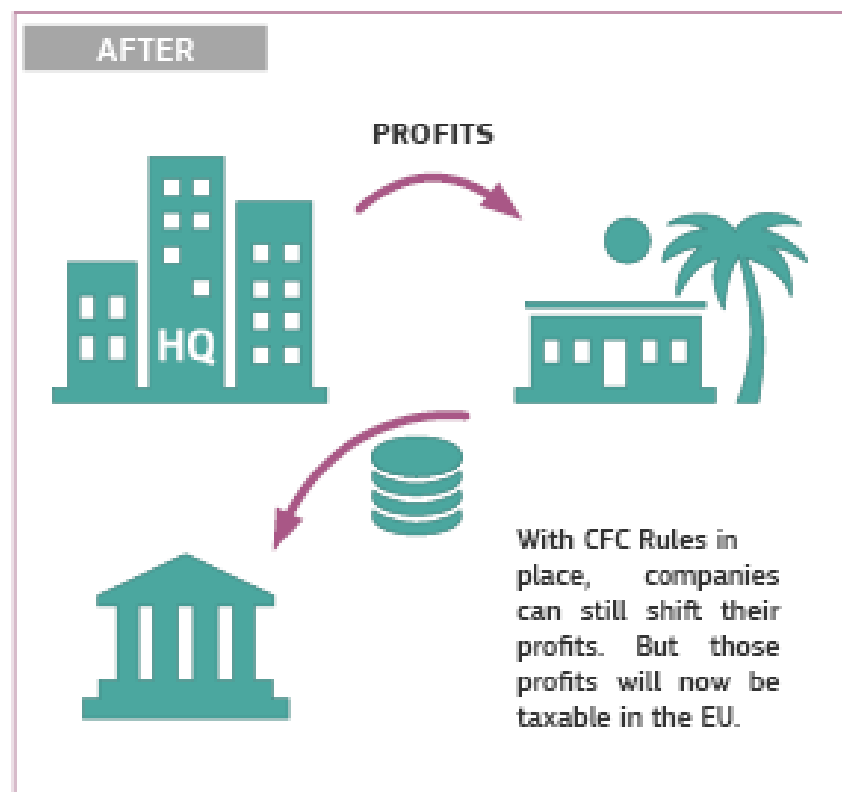 AFTER
PROFITS
HQ
With CFC Rules in
place, companies
can still shift their
profits. But those
profits will now be
taxable in the EU.